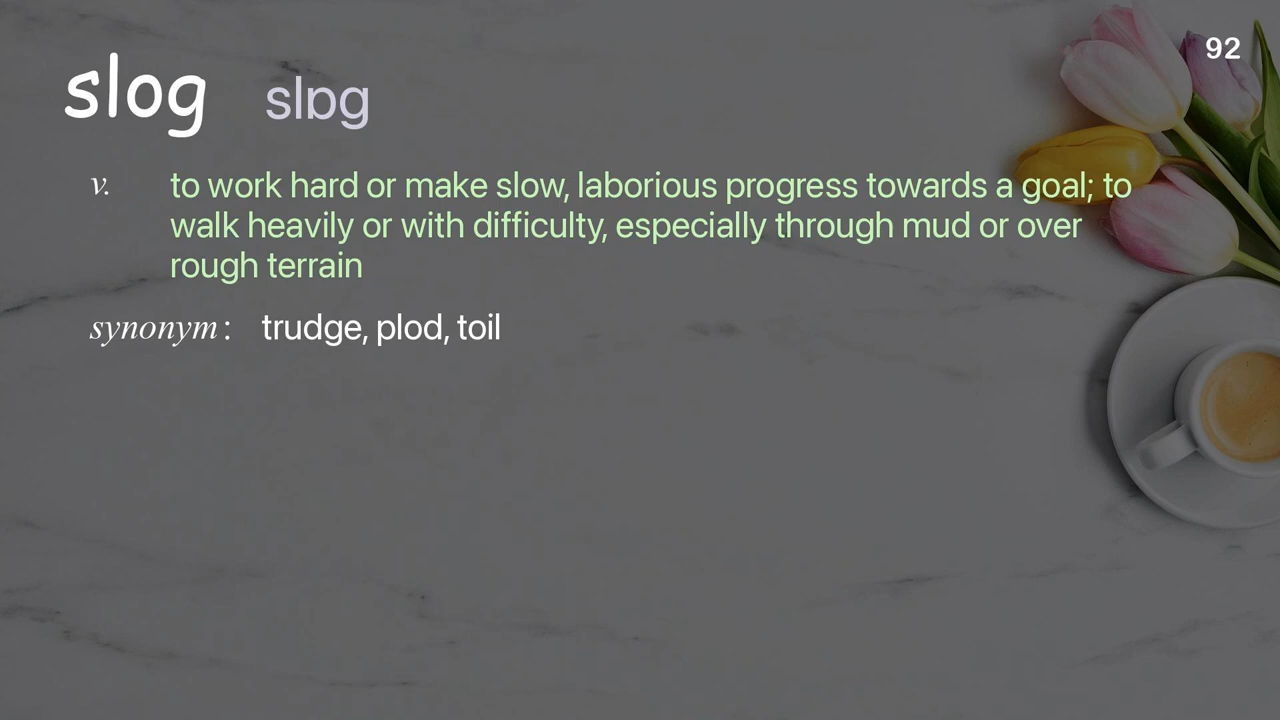 92
slog slɒg
v. to work hard or make slow, laborious progress towards a goal; to
walk heavily or with difficulty, especially through mud or over
rough terrain
synonym: trudge, plod, toil